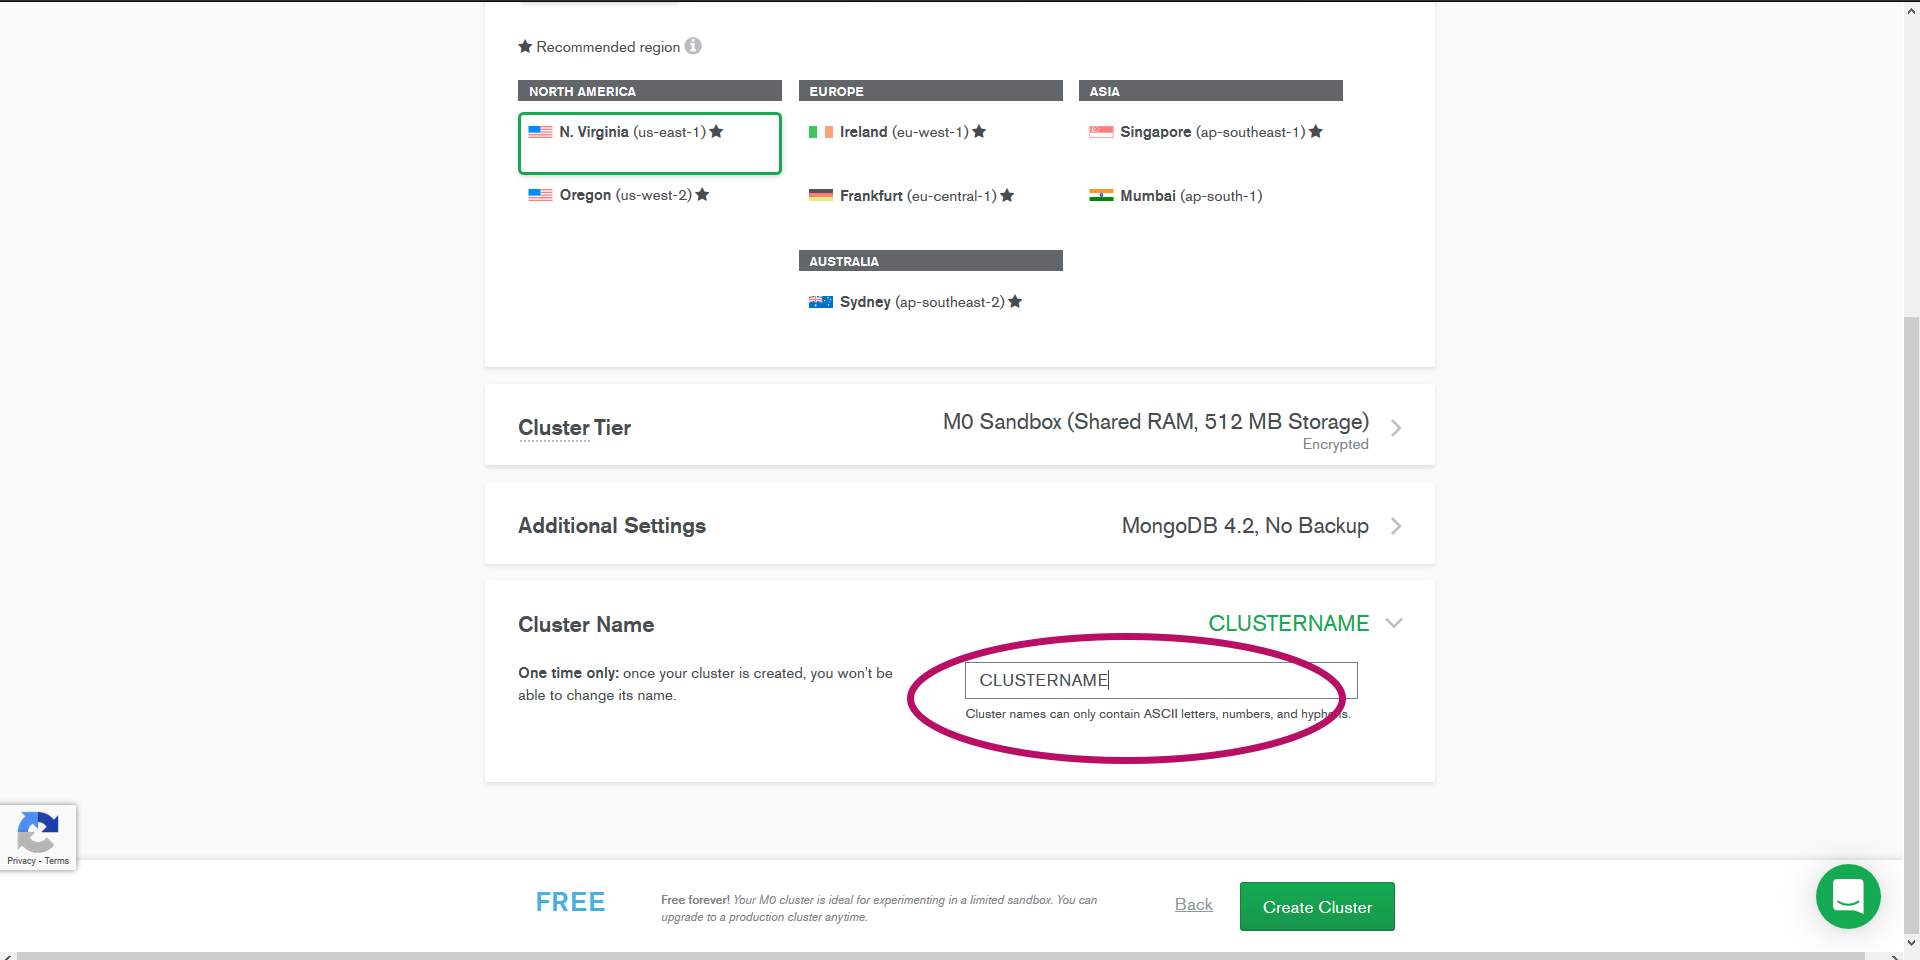 Recommended region
NORTH AMERICA
N. Virginia (us-east-1)
Oregon (us-west-2)
EUROPE
Ireland (eu-west-1)
Frankfurt (eu-central-1)
ASIA
Singapore (ap-southeast-1)
Mumbai (ap-south-1)
AUSTRALIA
Sydney (ap-southeast-2)
Cluster Tier
M0 Sandbox (Shared RAM, 512 MB Storage)
Encrypted
Additional Settings
MongoDB 4.2, No Backup
Cluster Name
CLUSTERNAME
One time only: once your cluster is created, you won't be
able to change its name.
CLUSTERNAME
Cluster names can only contain ASCII letters, numbers, and hyphens.
Privacy - Terms
FREE
Free forever! Your M0 cluster is ideal for experimenting in a limited sandbox. You can
upgrade to a production cluster anytime.
Back
Create Cluster